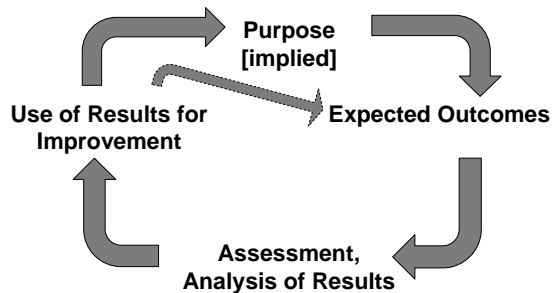 Purpose
[implied]
Use of Results for
Improvement
Expected Outcomes
Assessment,
Analysis of Results